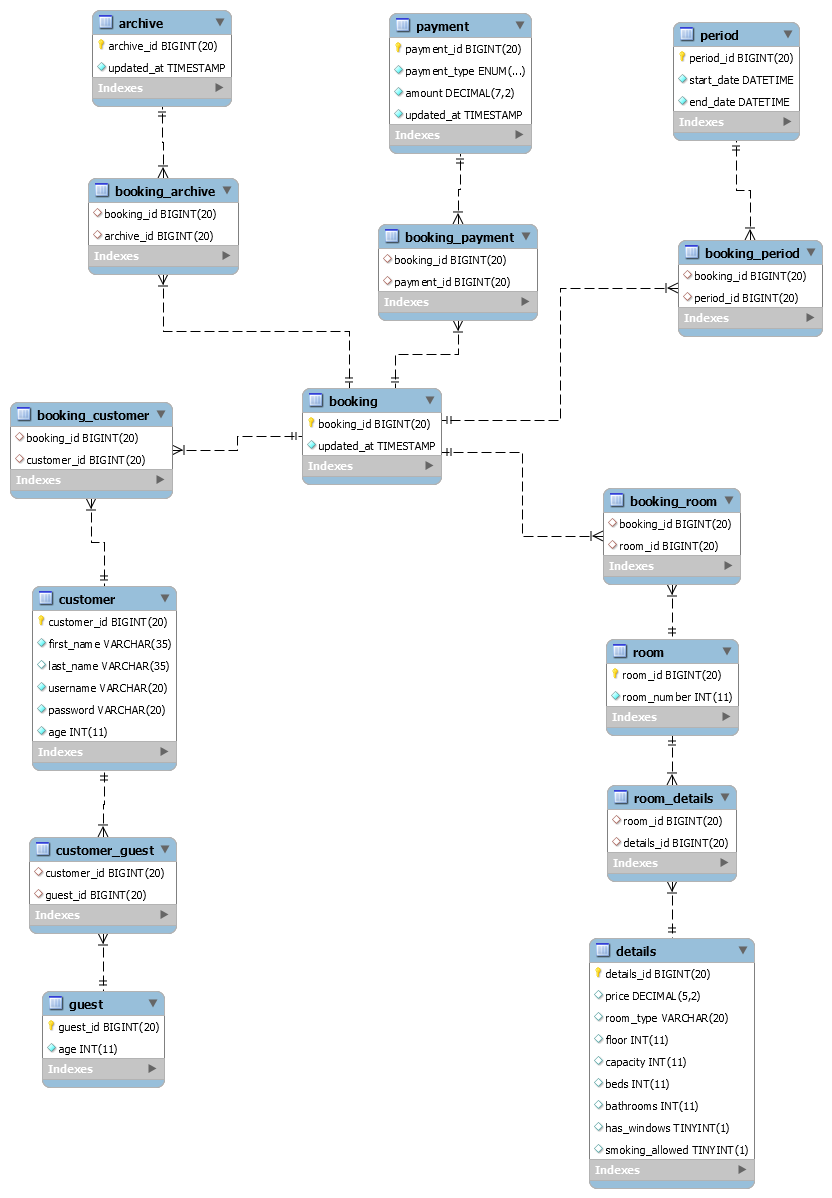 archive
archive_id BIGINT(20)
updated_at TIMESTAMP
Indexes
payment
payment_id BIGINT(20)
payment_type ENUM(...)
amount DECIMAL(7,2)
updated_at TIMESTAMP
Indexes
period
period_id BIGINT(20)
start_date DATETIME
end_date DATETIME
Indexes
booking_archive
booking_id BIGINT(20)
archive_id BIGINT(20)
Indexes
booking_payment
booking_id BIGINT(20)
payment_id BIGINT(20)
Indexes
booking_period
booking_id BIGINT(20)
period_id BIGINT(20)
Indexes
booking_customer
booking_id BIGINT(20)
customer_id BIGINT(20)
Indexes
booking
booking_id BIGINT(20)
updated_at TIMESTAMP
Indexes
booking_room
booking_id BIGINT(20)
room_id BIGINT(20)
Indexes
customer
customer_id BIGINT(20)
first_name VARCHAR(35)
last_name VARCHAR(35)
username VARCHAR(20)
password VARCHAR(20)
age INT(11)
Indexes
room
room_id BIGINT(20)
room_number INT(11)
Indexes
room_details
room_id BIGINT(20)
details_id BIGINT(20)
Indexes
customer_guest
customer_id BIGINT(20)
guest_id BIGINT(20)
Indexes
details
details_id BIGINT(20)
price DECIMAL(5,2)
room_type VARCHAR(20)
floor INT(11)
capacity INT(11)
beds INT(11)
bathrooms INT(11)
has_windows TINYINT(1)
smoking_allowed TINYINT(1)
Indexes
guest
guest_id BIGINT(20)
age INT(11)
Indexes